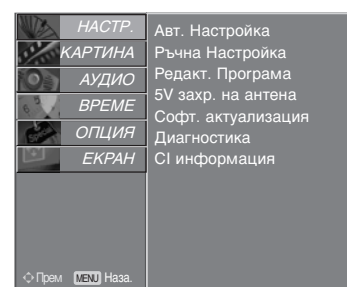 НАСТР.
КАРТИНА
АУДИО
ВРЕМЕ
ОПЦИЯ
ЕКРАН
Авт. Настройка
Ръчна Настройка
Редакт. Програма
5V захр. на антена
Софт. актуализация
Диагностика
CI информация
Прем MENU Наза.